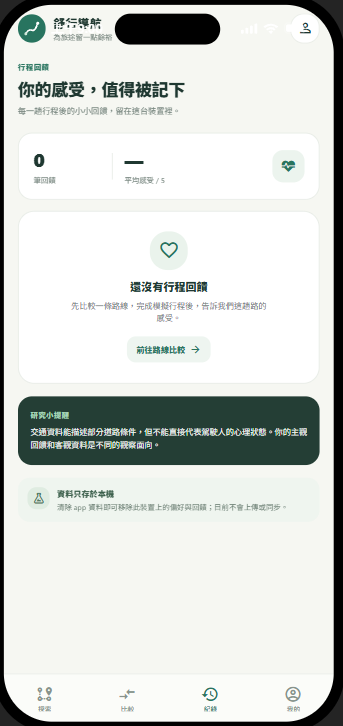 舒行導航
為旅途留一點餘裕
行程回饋
你的感受，值得被記下
每一趟行程後的小小回饋，留在這台裝置裡。
0
—
筆回饋
平均感受 / 5
還沒有行程回饋
先比較一條路線，完成模擬行程後，告訴我們這趟路的
感受。
前往路線比較 →
研究小提醒
交通資料能描述部分道路條件，但不能直接代表駕駛人的心理狀態。你的主觀
回饋和客觀資料是不同的觀察面向。
資料只存於本機
清除 app 資料即可移除此裝置上的偏好與回饋；目前不會上傳或同步。
探索
比較
紀錄
我的